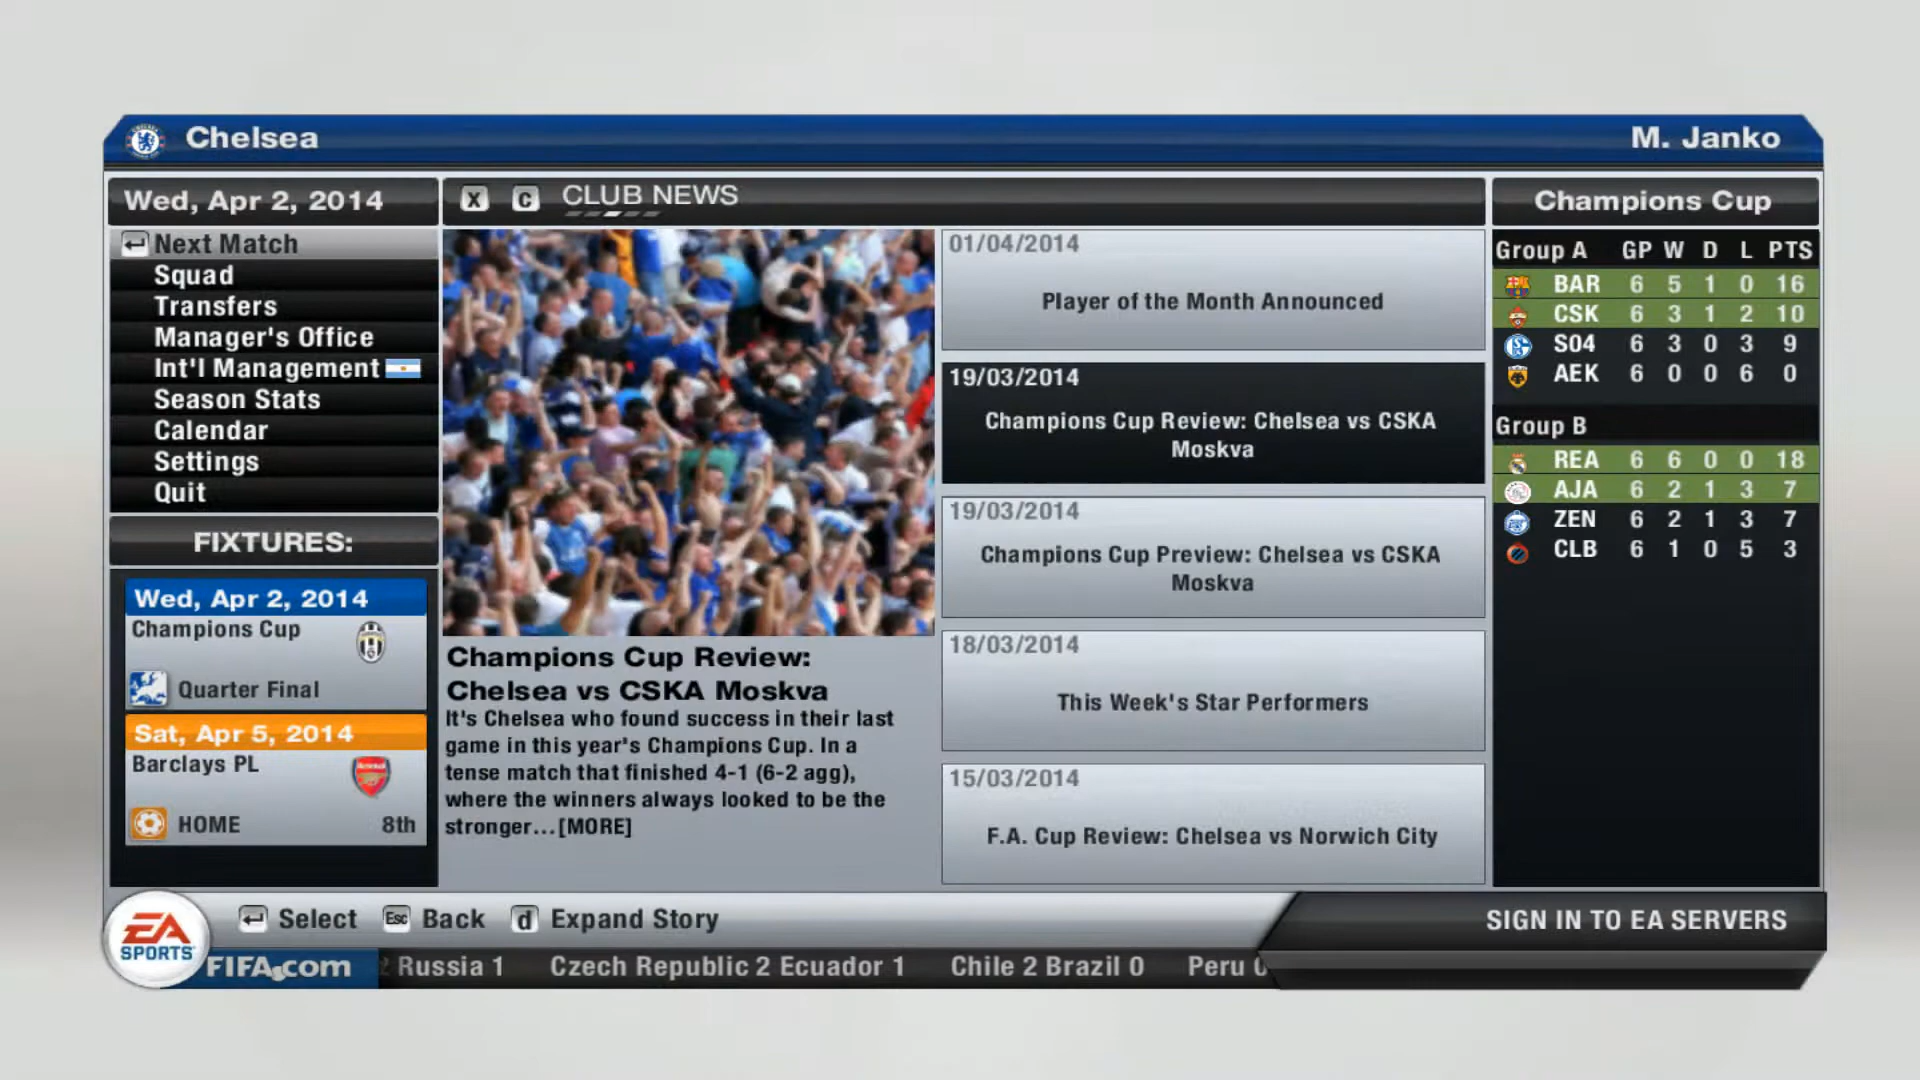 Chelsea
M. Janko
Wed, Apr 2, 2014
Next Match
Squad
Transfers
Manager's Office
Int'l Management
Season Stats
Calendar
Settings
Quit
FIXTURES:
Wed, Apr 2, 2014
Champions Cup
Quarter Final
Sat, Apr 5, 2014
Barclays PL
HOME 8th
X C CLUB NEWS
Champions Cup Review:
Chelsea vs CSKA Moskva
It's Chelsea who found success in their last
game in this year's Champions Cup. In a
tense match that finished 4-1 (6-2 agg),
where the winners always looked to be the
stronger...[MORE]
01/04/2014
Player of the Month Announced
19/03/2014
Champions Cup Review: Chelsea vs CSKA
Moskva
19/03/2014
Champions Cup Preview: Chelsea vs CSKA
Moskva
18/03/2014
This Week's Star Performers
15/03/2014
F.A. Cup Review: Chelsea vs Norwich City
Champions Cup
Group A GP W D L PTS
BAR 6 5 1 0 16
CSK 6 3 1 2 10
S04 6 3 0 3 9
AEK 6 0 0 6 0
Group B
REA 6 6 0 0 18
AJA 6 2 1 3 7
ZEN 6 2 1 3 7
CLB 6 1 0 5 3
Select Esc Back d Expand Story
SIGN IN TO EA SERVERS
EA
SPORTS
FIFA.com
Russia 1 Czech Republic 2 Ecuador 1 Chile 2 Brazil 0 Peru